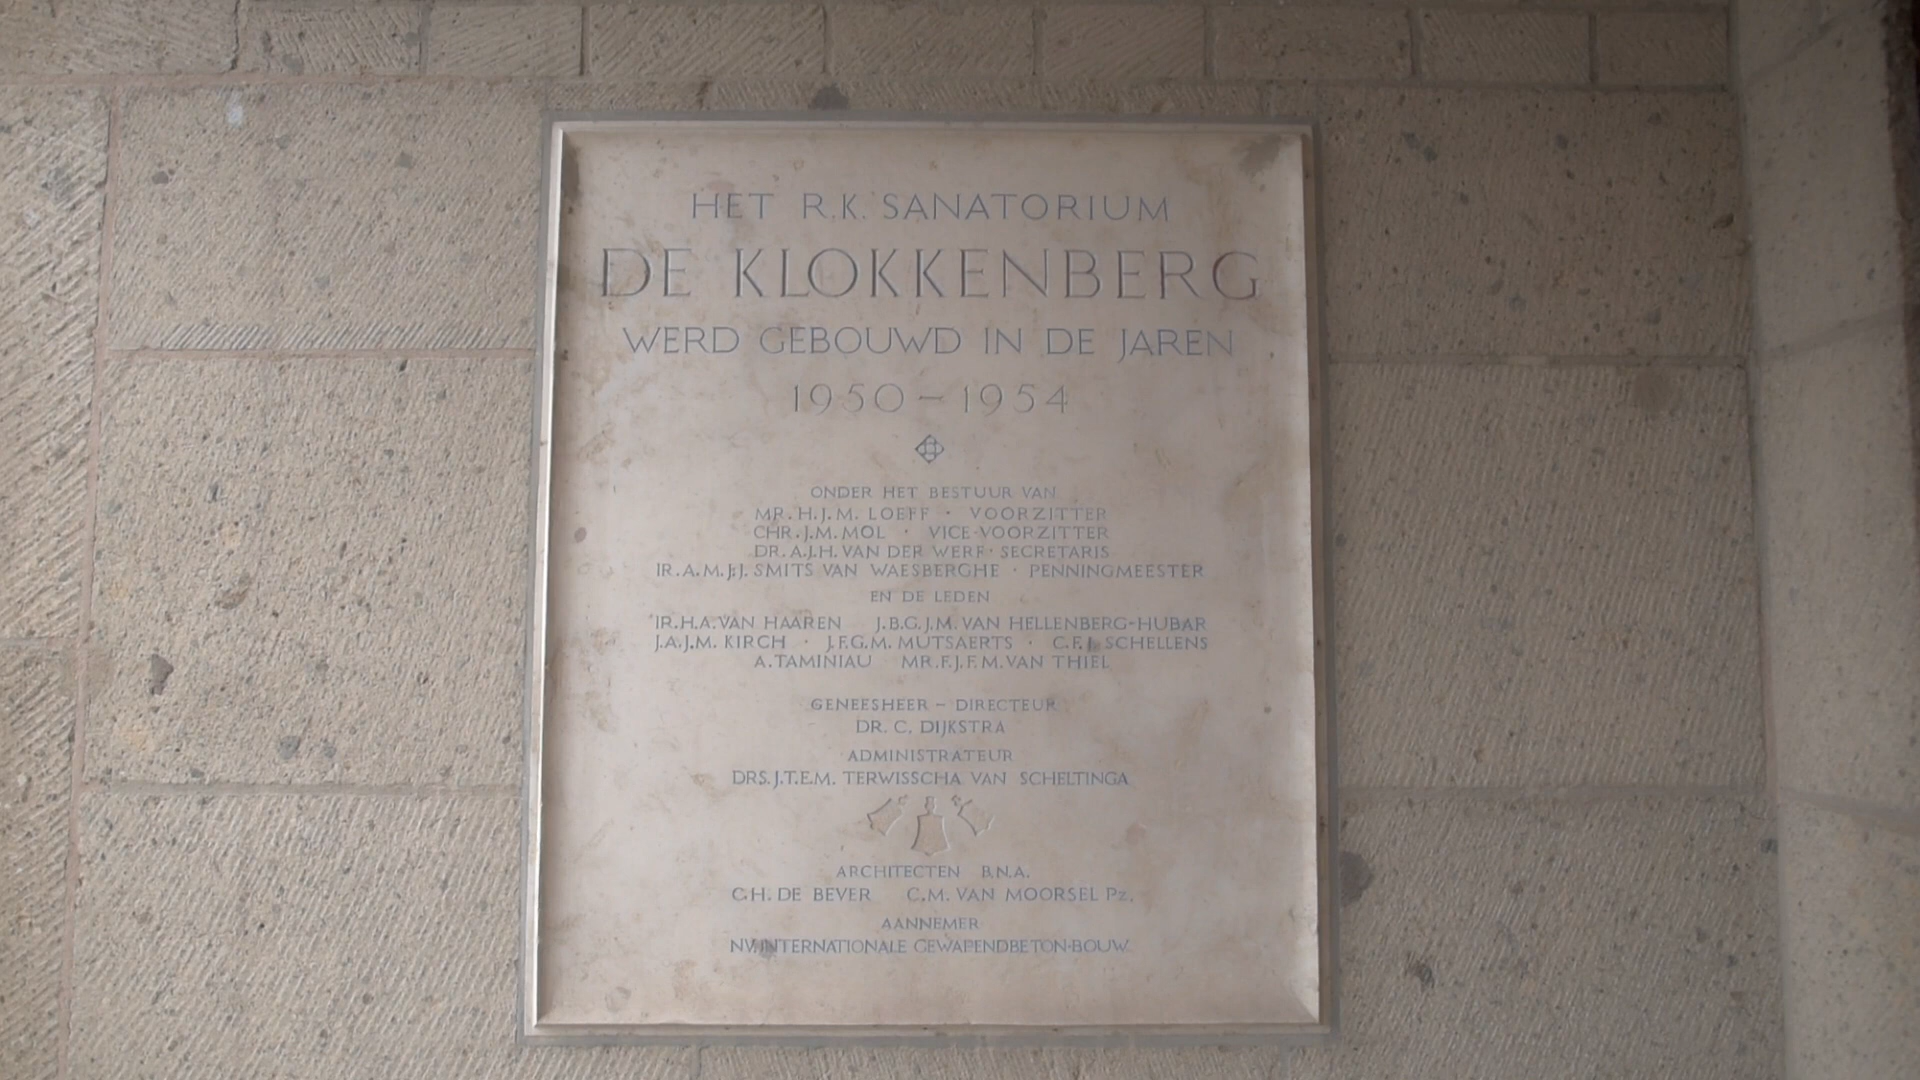 HET R.K. SANATORIUM
DE KLOKKENBERG
WERD GEBOUWD IN DE JAREN
1950 – 1954
ONDER HET BESTUUR VAN
MR. H.J.M. LOEFF · VOORZITTER
CHR. J.M. MOL · VICE-VOORZITTER
DR. A.J.H. VAN DER WERF · SECRETARIS
IR. A.M.J.J. SMITS VAN WAESBERGHE · PENNINGMEESTER
EN DE LEDEN
IR. H.A. VAN HAAREN J.B.G.J.M. VAN HELLENBERG-HUBAR
J.A.J.M. KIRCH · J.F.G.M. MUTSAERTS · C.F.J. SCHELLENS
A. TAMINIAU MR. F.J.F.M. VAN THIEL
GENEESHEER – DIRECTEUR
DR. C. DIJKSTRA
ADMINISTRATEUR
DRS. J.T.E.M. TERWISSCHA VAN SCHELTINGA
ARCHITECTEN B.N.A.
C.H. DE BEVER C.M. VAN MOORSEL Pz.
AANNEMER
N.V. INTERNATIONALE GEWAPENDBETON-BOUW